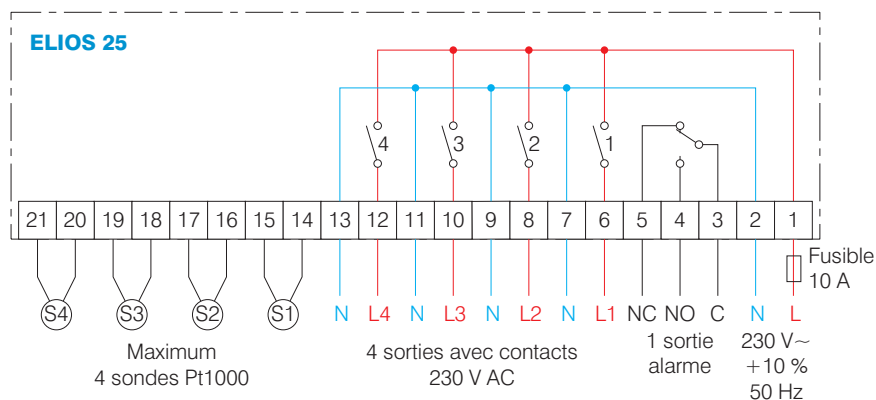 ELIOS 25
4 3 2 1
21 20 19 18 17 16 15 14 13 12 11 10 9 8 7 6 5 4 3 2 1
Fusible
10 A
S4 S3 S2 S1 N L4 N L3 N L2 N L1 NC NO C N L
Maximum
4 sondes Pt1000
4 sorties avec contacts
230 V AC
1 sortie
alarme
230 V~
+10 %
50 Hz